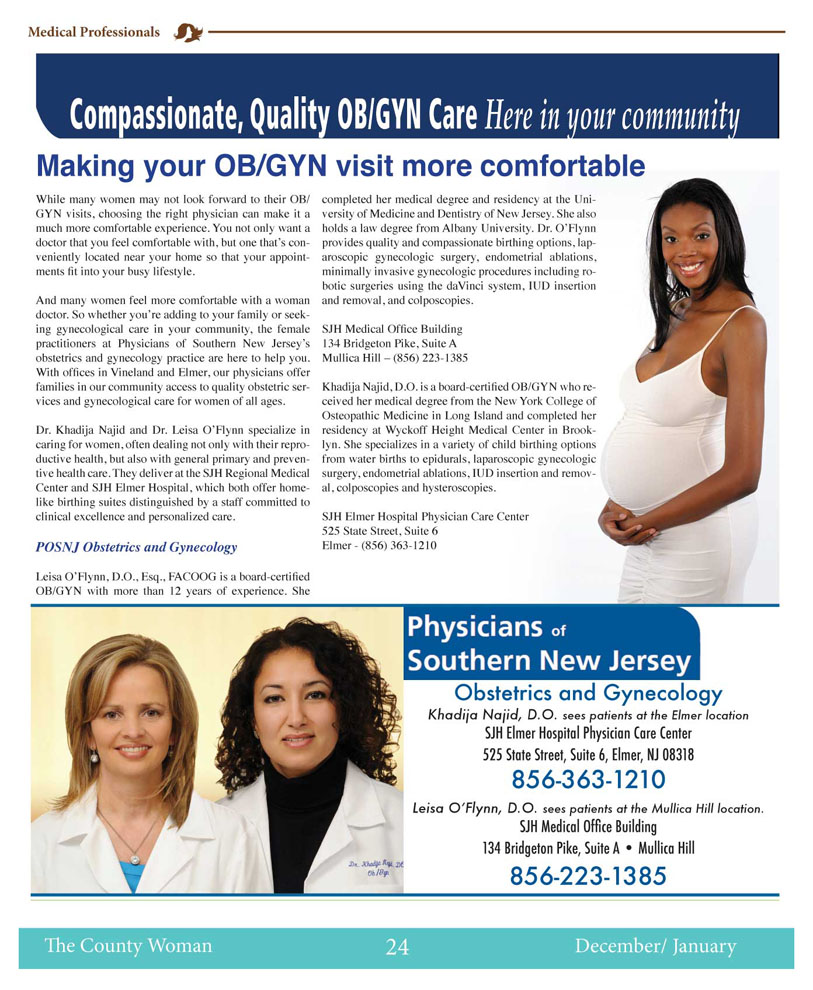 Medical Professionals
Compassionate, Quality OB/GYN Care Here in your community
Making your OB/GYN visit more comfortable
While many women may not look forward to their OB/
GYN visits, choosing the right physician can make it a
much more comfortable experience. You not only want a
doctor that you feel comfortable with, but one that's con-
veniently located near your home so that your appoint-
ments fit into your busy lifestyle.
And many women feel more comfortable with a woman
doctor. So whether you're adding to your family or seek-
ing gynecological care in your community, the female
practitioners at Physicians of Southern New Jersey's
obstetrics and gynecology practice are here to help you.
With offices in Vineland and Elmer, our physicians offer
families in our community access to quality obstetric ser-
vices and gynecological care for women of all ages.
Dr. Khadija Najid and Dr. Leisa O'Flynn specialize in
caring for women, often dealing not only with their repro-
ductive health, but also with general primary and preven-
tive health care. They deliver at the SJH Regional Medical
Center and SJH Elmer Hospital, which both offer home-
like birthing suites distinguished by a staff committed to
clinical excellence and personalized care.
POSNJ Obstetrics and Gynecology
Leisa O'Flynn, D.O., Esq., FACOOG is a board-certified
OB/GYN with more than 12 years of experience. She
completed her medical degree and residency at the Uni-
versity of Medicine and Dentistry of New Jersey. She also
holds a law degree from Albany University. Dr. O'Flynn
provides quality and compassionate birthing options, lap-
aroscopic gynecologic surgery, endometrial ablations,
minimally invasive gynecologic procedures including ro-
botic surgeries using the daVinci system, IUD insertion
and removal, and colposcopies.
SJH Medical Office Building
134 Bridgeton Pike, Suite A
Mullica Hill – (856) 223-1385
Khadija Najid, D.O. is a board-certified OB/GYN who re-
ceived her medical degree from the New York College of
Osteopathic Medicine in Long Island and completed her
residency at Wyckoff Height Medical Center in Brook-
lyn. She specializes in a variety of child birthing options
from water births to epidurals, laparoscopic gynecologic
surgery, endometrial ablations, IUD insertion and remov-
al, colposcopies and hysteroscopies.
SJH Elmer Hospital Physician Care Center
525 State Street, Suite 6
Elmer - (856) 363-1210
Physicians of
Southern New Jersey
Obstetrics and Gynecology
Khadija Najid, D.O. sees patients at the Elmer location
SJH Elmer Hospital Physician Care Center
525 State Street, Suite 6, Elmer, NJ 08318
856-363-1210
Leisa O'Flynn, D.O. sees patients at the Mullica Hill location.
SJH Medical Office Building
134 Bridgeton Pike, Suite A • Mullica Hill
856-223-1385
Dr. Khadija
Ob/Gyn
The County Woman
24
December/ January